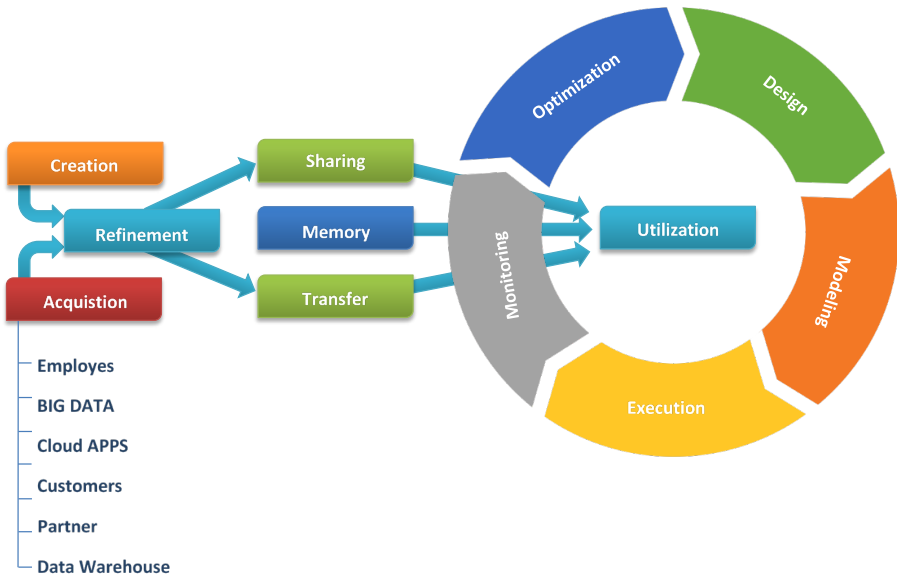 Optimization
Design
Creation
Sharing
Refinement
Memory
Utilization
Acquistion
Transfer
Monitoring
Modeling
Employes
BIG DATA
Execution
Cloud APPS
Customers
Partner
Data Warehouse